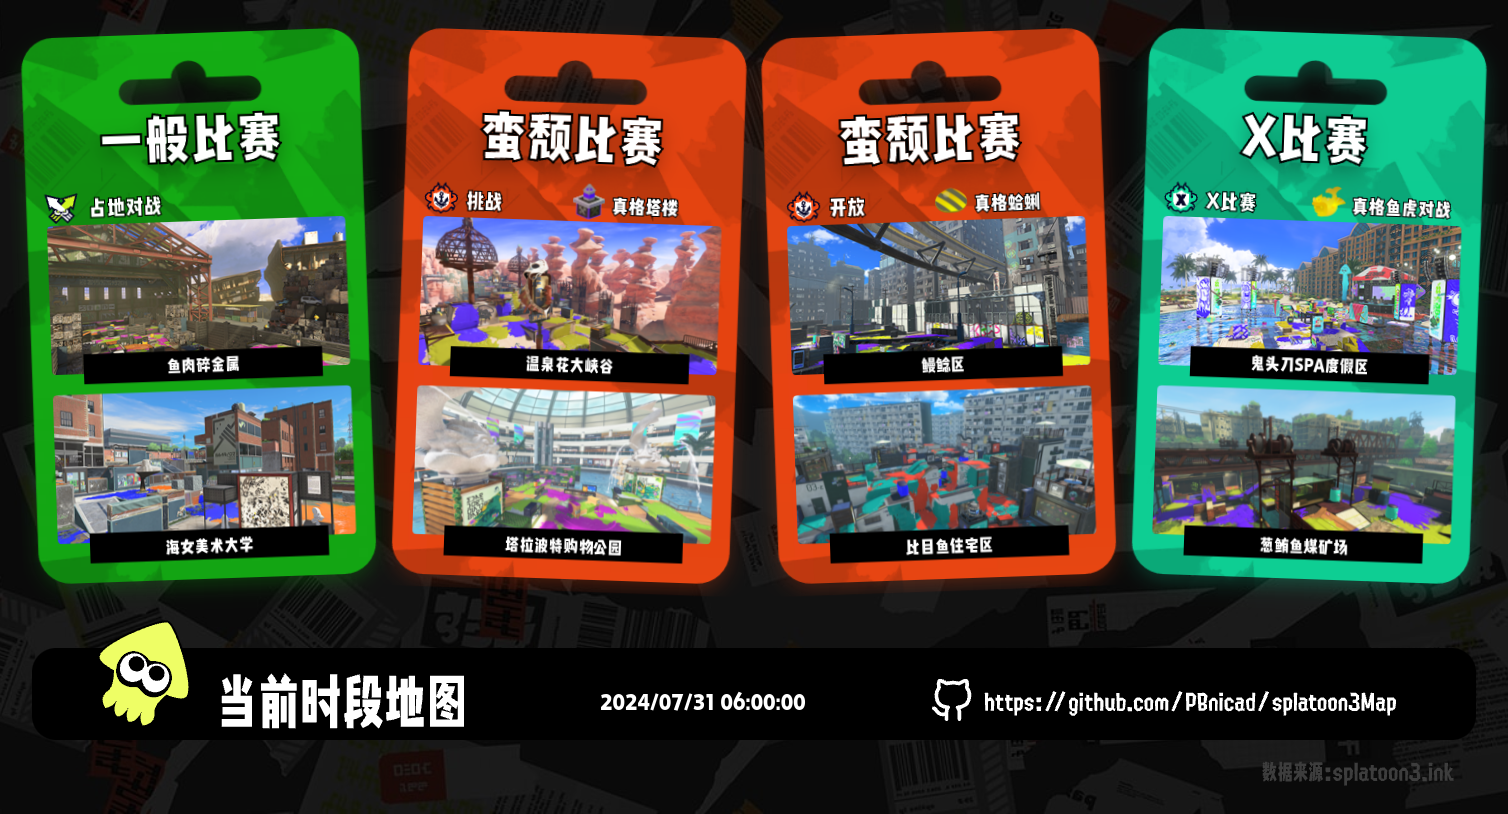 一般比赛
占地对战
鱼肉碎金属
海女美术大学
蛮颓比赛
挑战
真格塔楼
温泉花大峡谷
塔拉波特购物公园
蛮颓比赛
开放
真格蛤蜊
鳗鲶区
比目鱼住宅区
X比赛
X比赛
真格鱼虎对战
鬼头刀SPA度假区
葱鲔鱼煤矿场
当前时段地图
2024/07/31 06:00:00
https://github.com/PBnicad/splatoon3Map
数据来源:splatoon3.ink